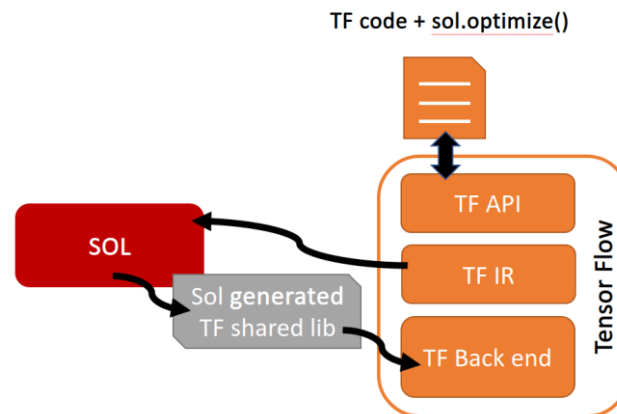 TF code + sol.optimize()
TF API
SOL
TF IR
Sol generated
TF shared lib
TF Back end
Tensor Flow